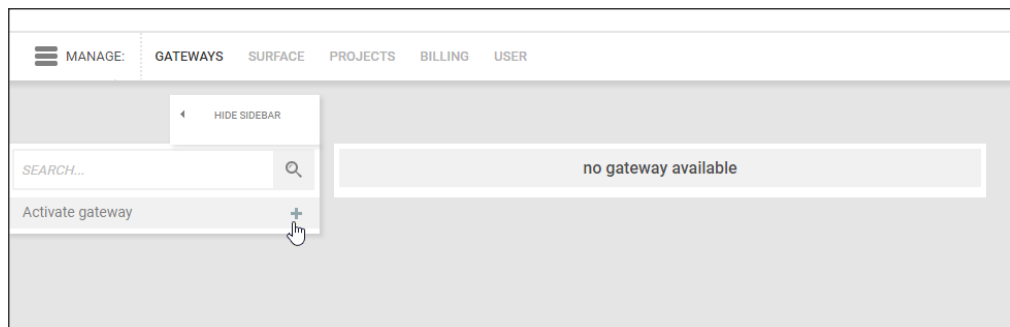 MANAGE: GATEWAYS SURFACE PROJECTS BILLING USER
HIDE SIDEBAR
SEARCH...
no gateway available
Activate gateway